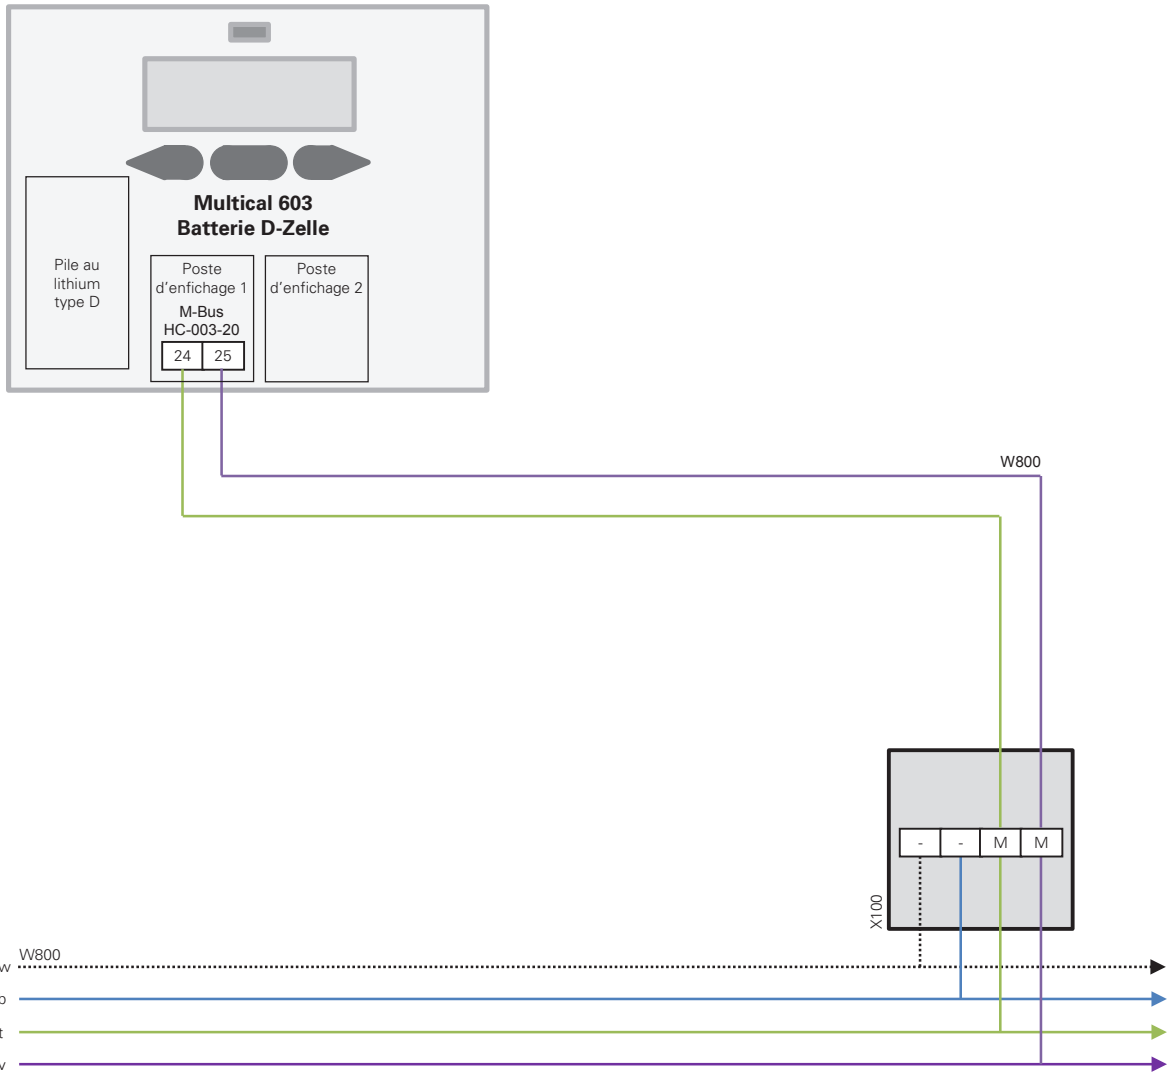 Multical 603
Batterie D-Zelle
Pile au
lithium
type D
Poste
d'enfichage 1
M-Bus
HC-003-20
24 25
Poste
d'enfichage 2
W800
- - M M
X100
W800
w
t
v